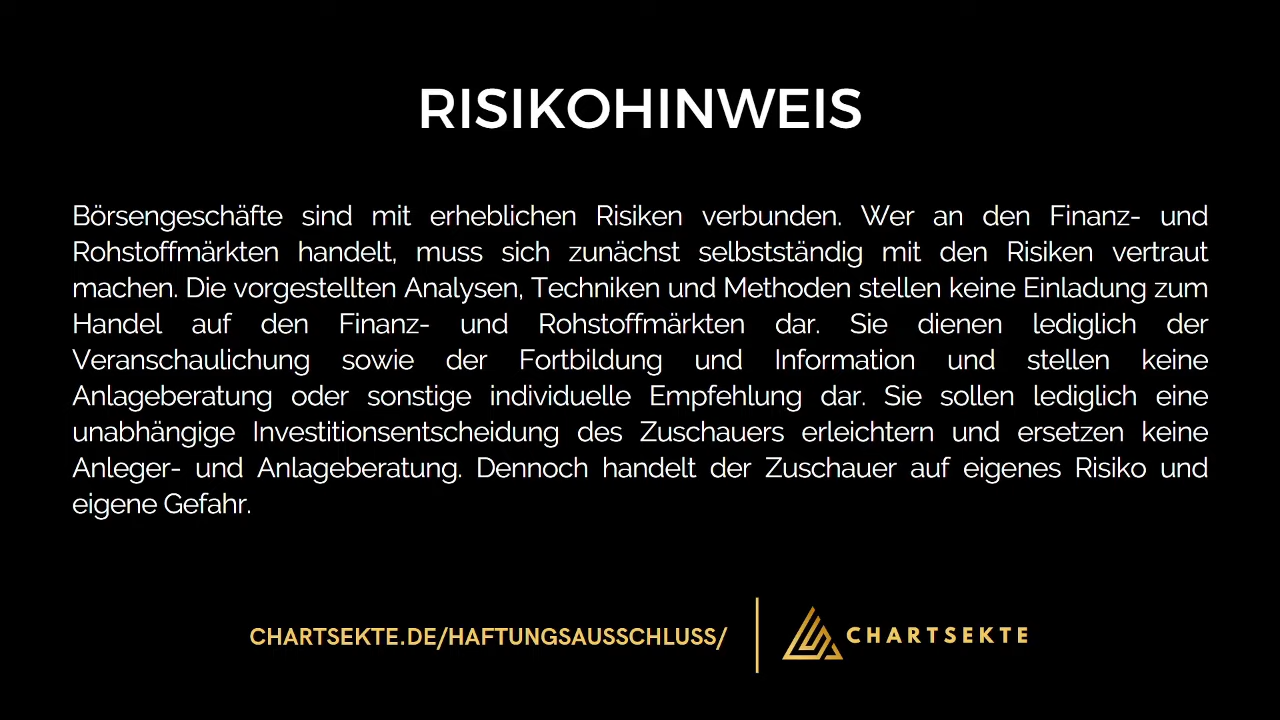 RISIKOHINWEIS
Börsengeschäfte sind mit erheblichen Risiken verbunden. Wer an den Finanz- und
Rohstoffmärkten handelt, muss sich zunächst selbstständig mit den Risiken vertraut
machen. Die vorgestellten Analysen, Techniken und Methoden stellen keine Einladung zum
Handel auf den Finanz- und Rohstoffmärkten dar. Sie dienen lediglich der
Veranschaulichung sowie der Fortbildung und Information und stellen keine
Anlageberatung oder sonstige individuelle Empfehlung dar. Sie sollen lediglich eine
unabhängige Investitionsentscheidung des Zuschauers erleichtern und ersetzen keine
Anleger- und Anlageberatung. Dennoch handelt der Zuschauer auf eigenes Risiko und
eigene Gefahr.
CHARTSEKTE.DE/HAFTUNGSAUSSCHLUSS/
CHARTSEKTE